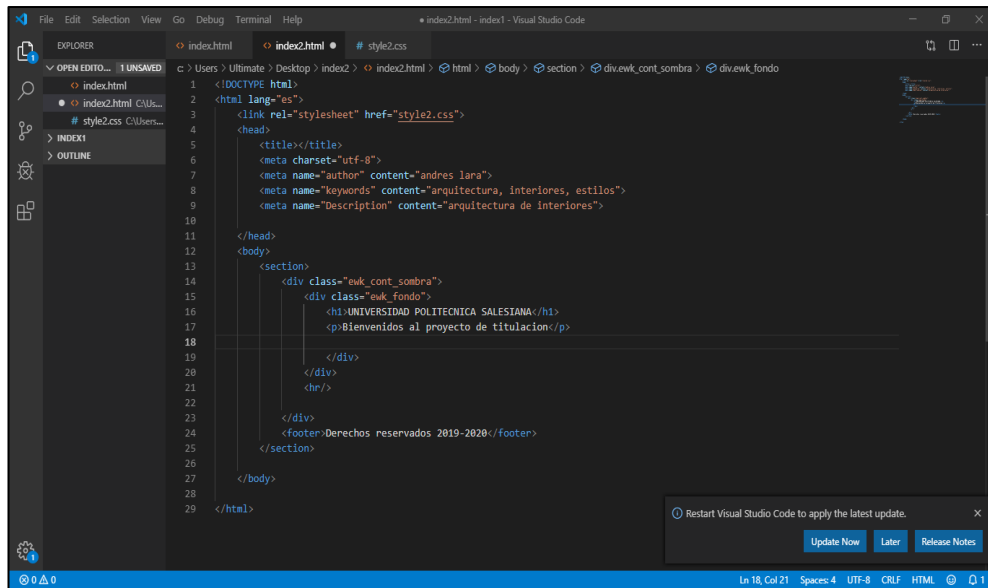 File Edit Selection View Go Debug Terminal Help ● index2.html - index1 - Visual Studio Code
EXPLORER
index.html index2.html ● # style2.css
OPEN EDITO... 1 UNSAVED
index.html
● index2.html C:\Us...
# style2.css C:\Users...
INDEX1
OUTLINE
C: > Users > Ultimate > Desktop > index2 > index2.html > html > body > section > div.ewk_cont_sombra > div.ewk_fondo
1 <!DOCTYPE html>
2 <html lang="es">
3 <link rel="stylesheet" href="style2.css">
4 <head>
5 <title></title>
6 <meta charset="utf-8">
7 <meta name="author" content="andres lara">
8 <meta name="keywords" content="arquitectura, interiores, estilos">
9 <meta name="Description" content="arquitectura de interiores">
10
11 </head>
12 <body>
13 <section>
14 <div class="ewk_cont_sombra">
15 <div class="ewk_fondo">
16 <h1>UNIVERSIDAD POLITECNICA SALESIANA</h1>
17 <p>Bienvenidos al proyecto de titulacion</p>
18
19 </div>
20 </div>
21 <hr/>
22
23 </div>
24 <footer>Derechos reservados 2019-2020</footer>
25 </section>
26
27 </body>
28
29 </html>
Restart Visual Studio Code to apply the latest update.
Update Now Later Release Notes
1
1
0 0 Ln 18, Col 21 Spaces: 4 UTF-8 CRLF HTML 1